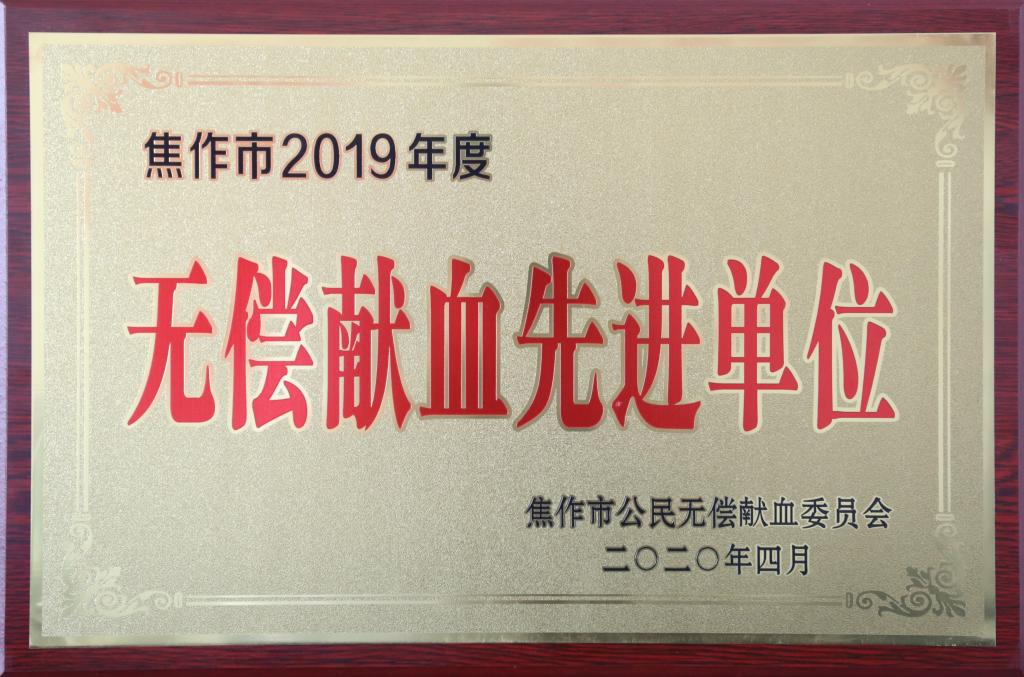 焦作市2019年度
无偿献血先进单位
焦作市公民无偿献血委员会
二〇二〇年四月